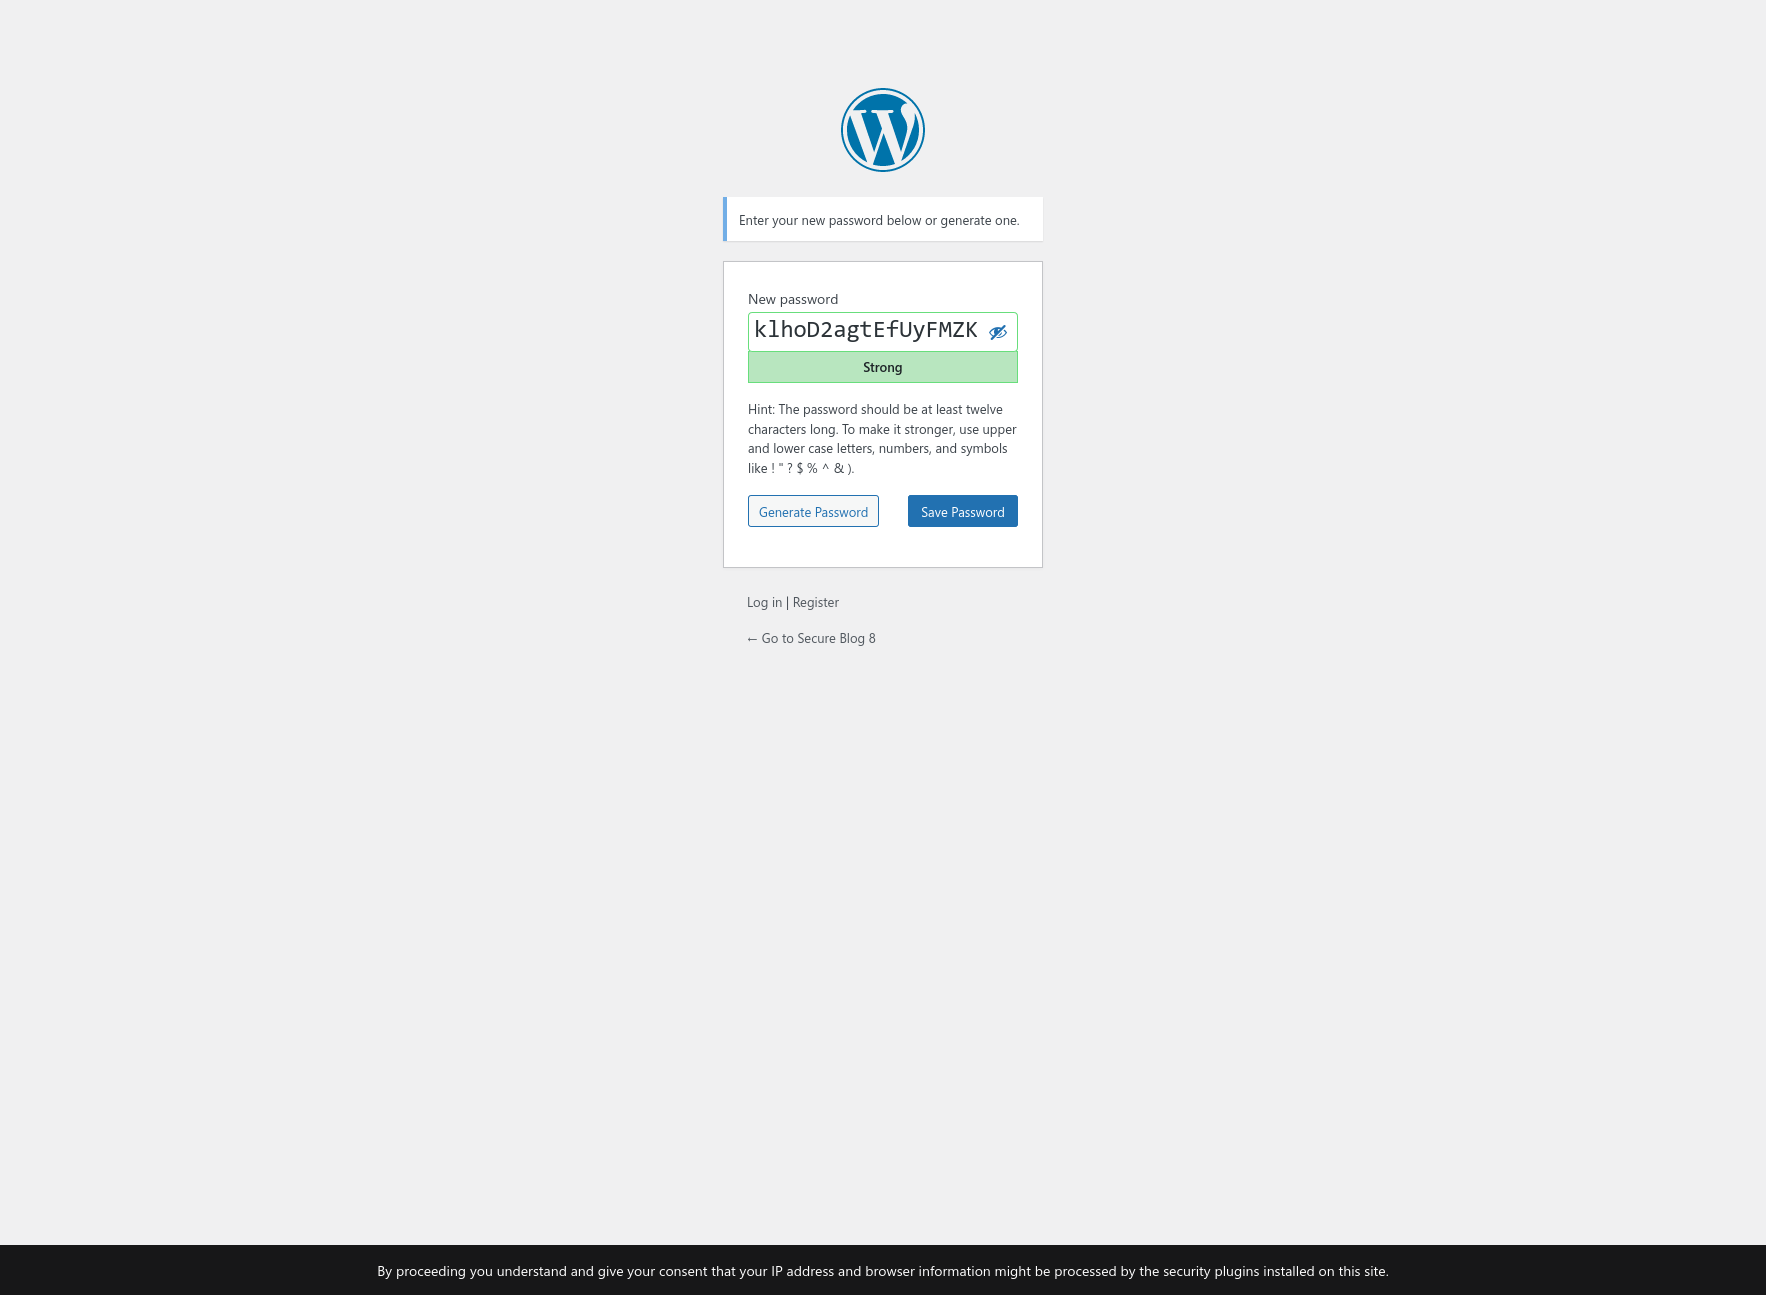 Enter your new password below or generate one.
New password
klhoD2agtEfUyFMZK
Strong
Hint: The password should be at least twelve
characters long. To make it stronger, use upper
and lower case letters, numbers, and symbols
like ! " ? $ % ^ & ).
Generate Password
Save Password
Log in | Register
← Go to Secure Blog 8
By proceeding you understand and give your consent that your IP address and browser information might be processed by the security plugins installed on this site.